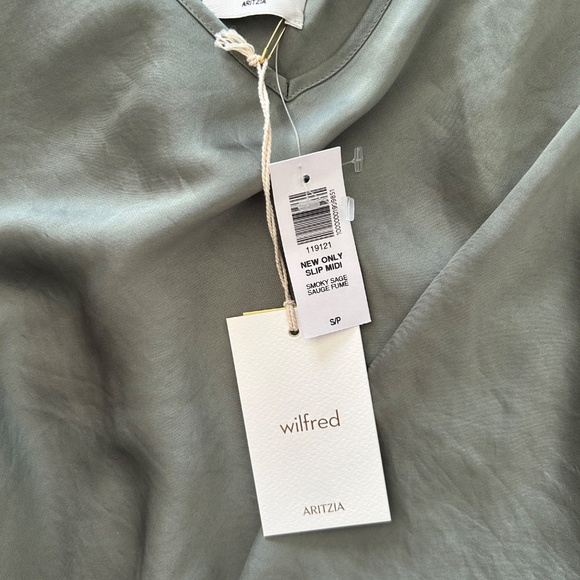 ARITZIA
119121
NEW ONLY
SLIP MIDI
SMOKY SAGE
SAUGE FUMÉ
S/P
wilfred
ARITZIA